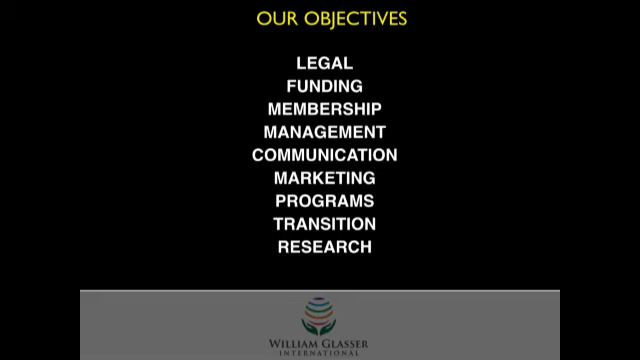 OUR OBJECTIVES
LEGAL
FUNDING
MEMBERSHIP
MANAGEMENT
COMMUNICATION
MARKETING
PROGRAMS
TRANSITION
RESEARCH
WILLIAM GLASSER
INTERNATIONAL